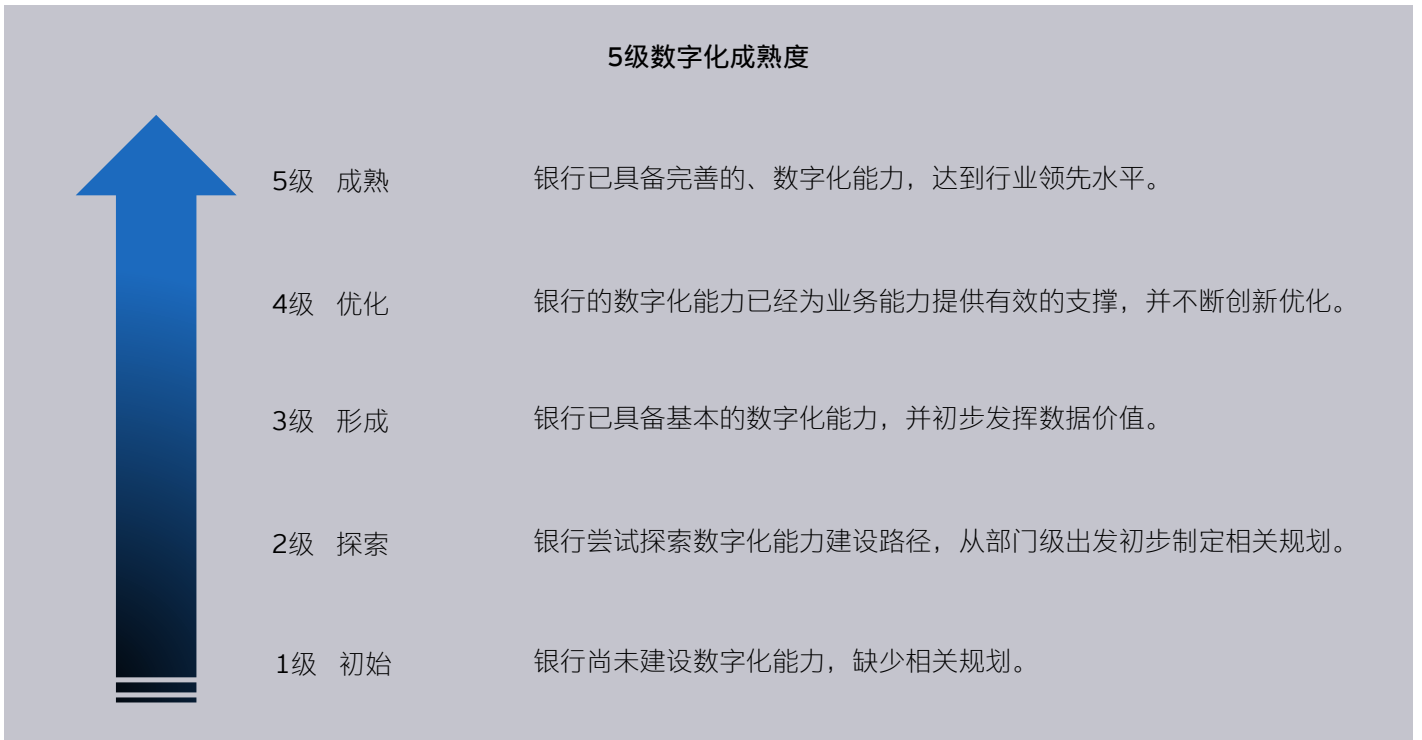 5级数字化成熟度
5级 成熟 银行已具备完善的、数字化能力，达到行业领先水平。
4级 优化 银行的数字化能力已经为业务能力提供有效的支撑，并不断创新优化。
3级 形成 银行已具备基本的数字化能力，并初步发挥数据价值。
2级 探索 银行尝试探索数字化能力建设路径，从部门级出发初步制定相关规划。
1级 初始 银行尚未建设数字化能力，缺少相关规划。